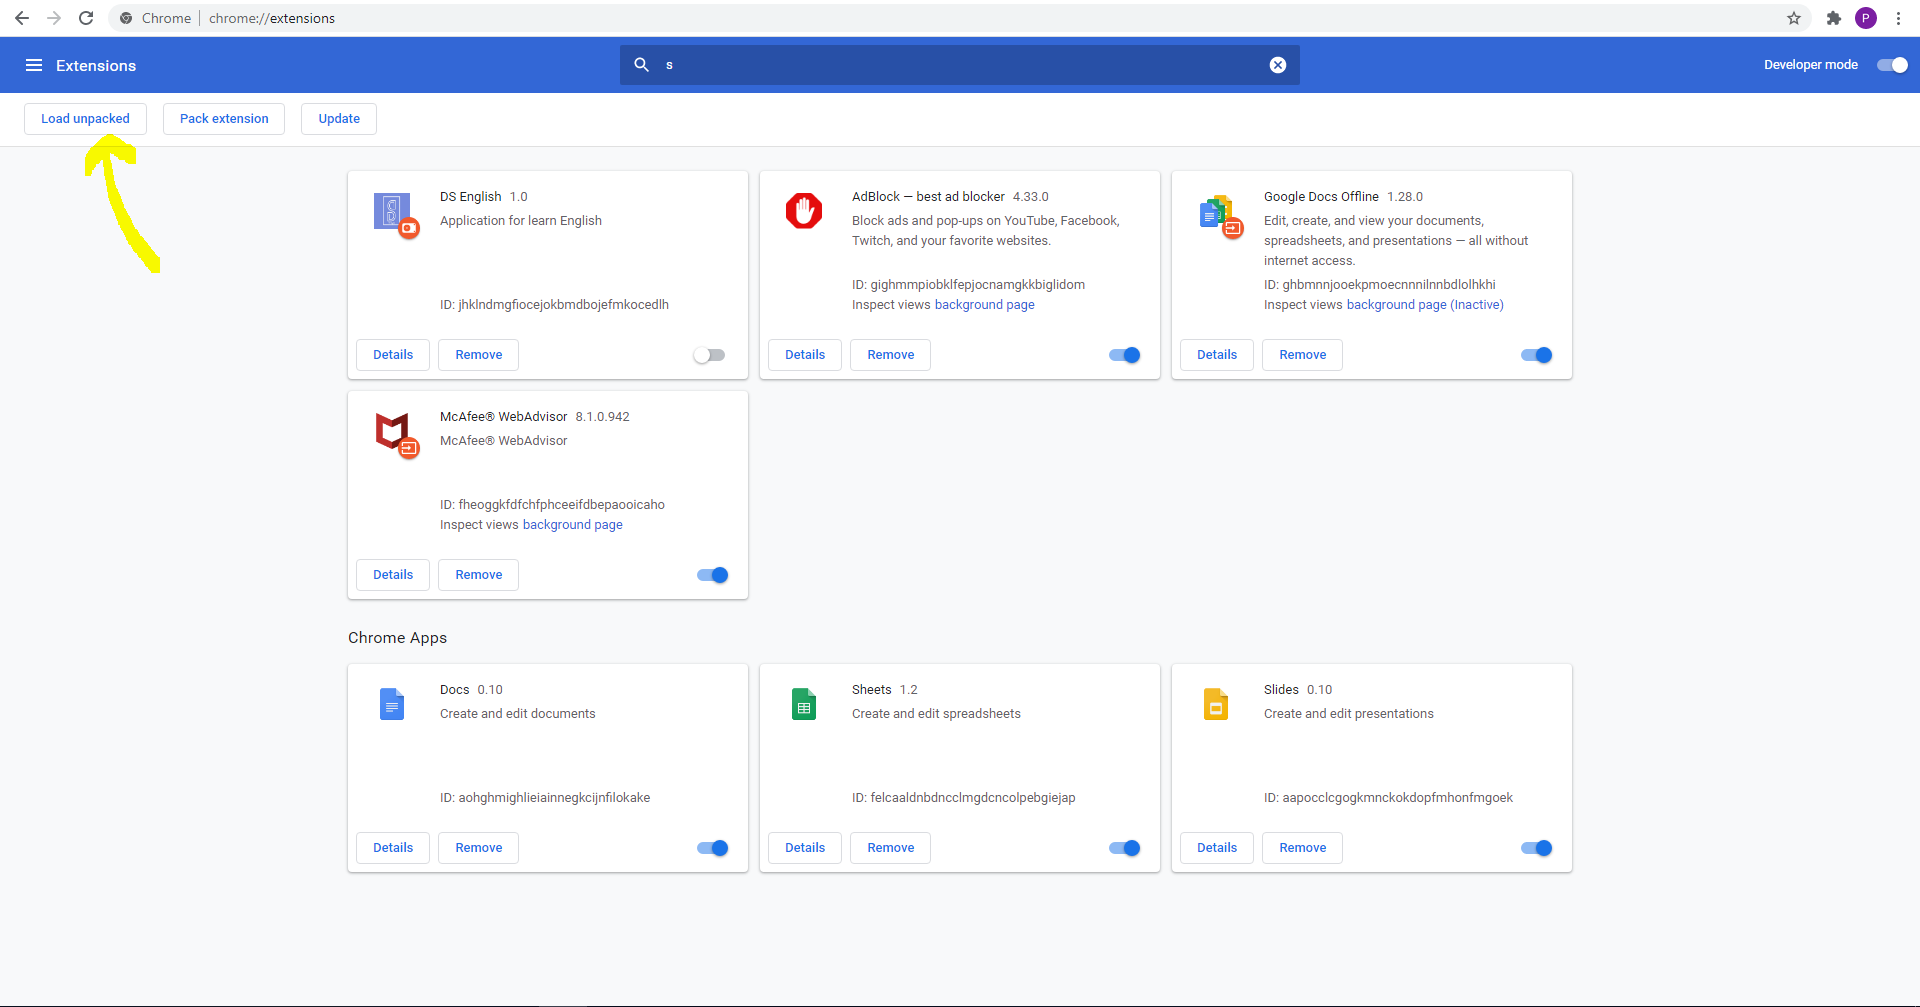 Chrome | chrome://extensions
P
Extensions
s
Developer mode
Load unpacked
Pack extension
Update
DS English 1.0
Application for learn English
ID: jhklndmgfiocejokbmdbojefmkocedlh
Details
Remove
AdBlock — best ad blocker 4.33.0
Block ads and pop-ups on YouTube, Facebook,
Twitch, and your favorite websites.
ID: gighmmpiobklfepjocnamgkkbiglidom
Inspect views background page
Details
Remove
Google Docs Offline 1.28.0
Edit, create, and view your documents,
spreadsheets, and presentations — all without
internet access.
ID: ghbmnnjooekpmoecnnnilnnbdlolhkhi
Inspect views background page (Inactive)
Details
Remove
McAfee® WebAdvisor 8.1.0.942
McAfee® WebAdvisor
ID: fheoggkfdfchfphceeifdbepaooicaho
Inspect views background page
Details
Remove
Chrome Apps
Docs 0.10
Create and edit documents
ID: aohghmighlieiainnegkcijnfilokake
Details
Remove
Sheets 1.2
Create and edit spreadsheets
ID: felcaaldnbdncclmgdcncolpebgiejap
Details
Remove
Slides 0.10
Create and edit presentations
ID: aapocclcgogkmnckokdopfmhonfmgoek
Details
Remove